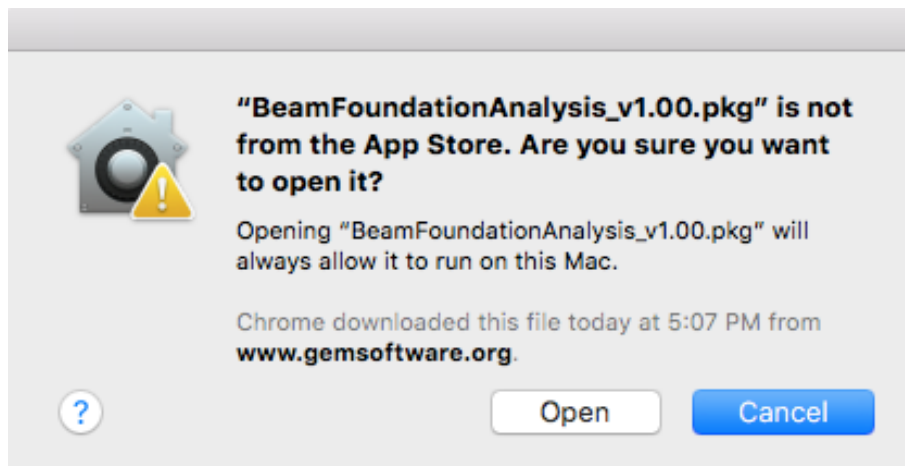 “BeamFoundationAnalysis_v1.00.pkg” is not
from the App Store. Are you sure you want
to open it?
Opening “BeamFoundationAnalysis_v1.00.pkg” will
always allow it to run on this Mac.
Chrome downloaded this file today at 5:07 PM from
www.gemsoftware.org.
?
Open
Cancel